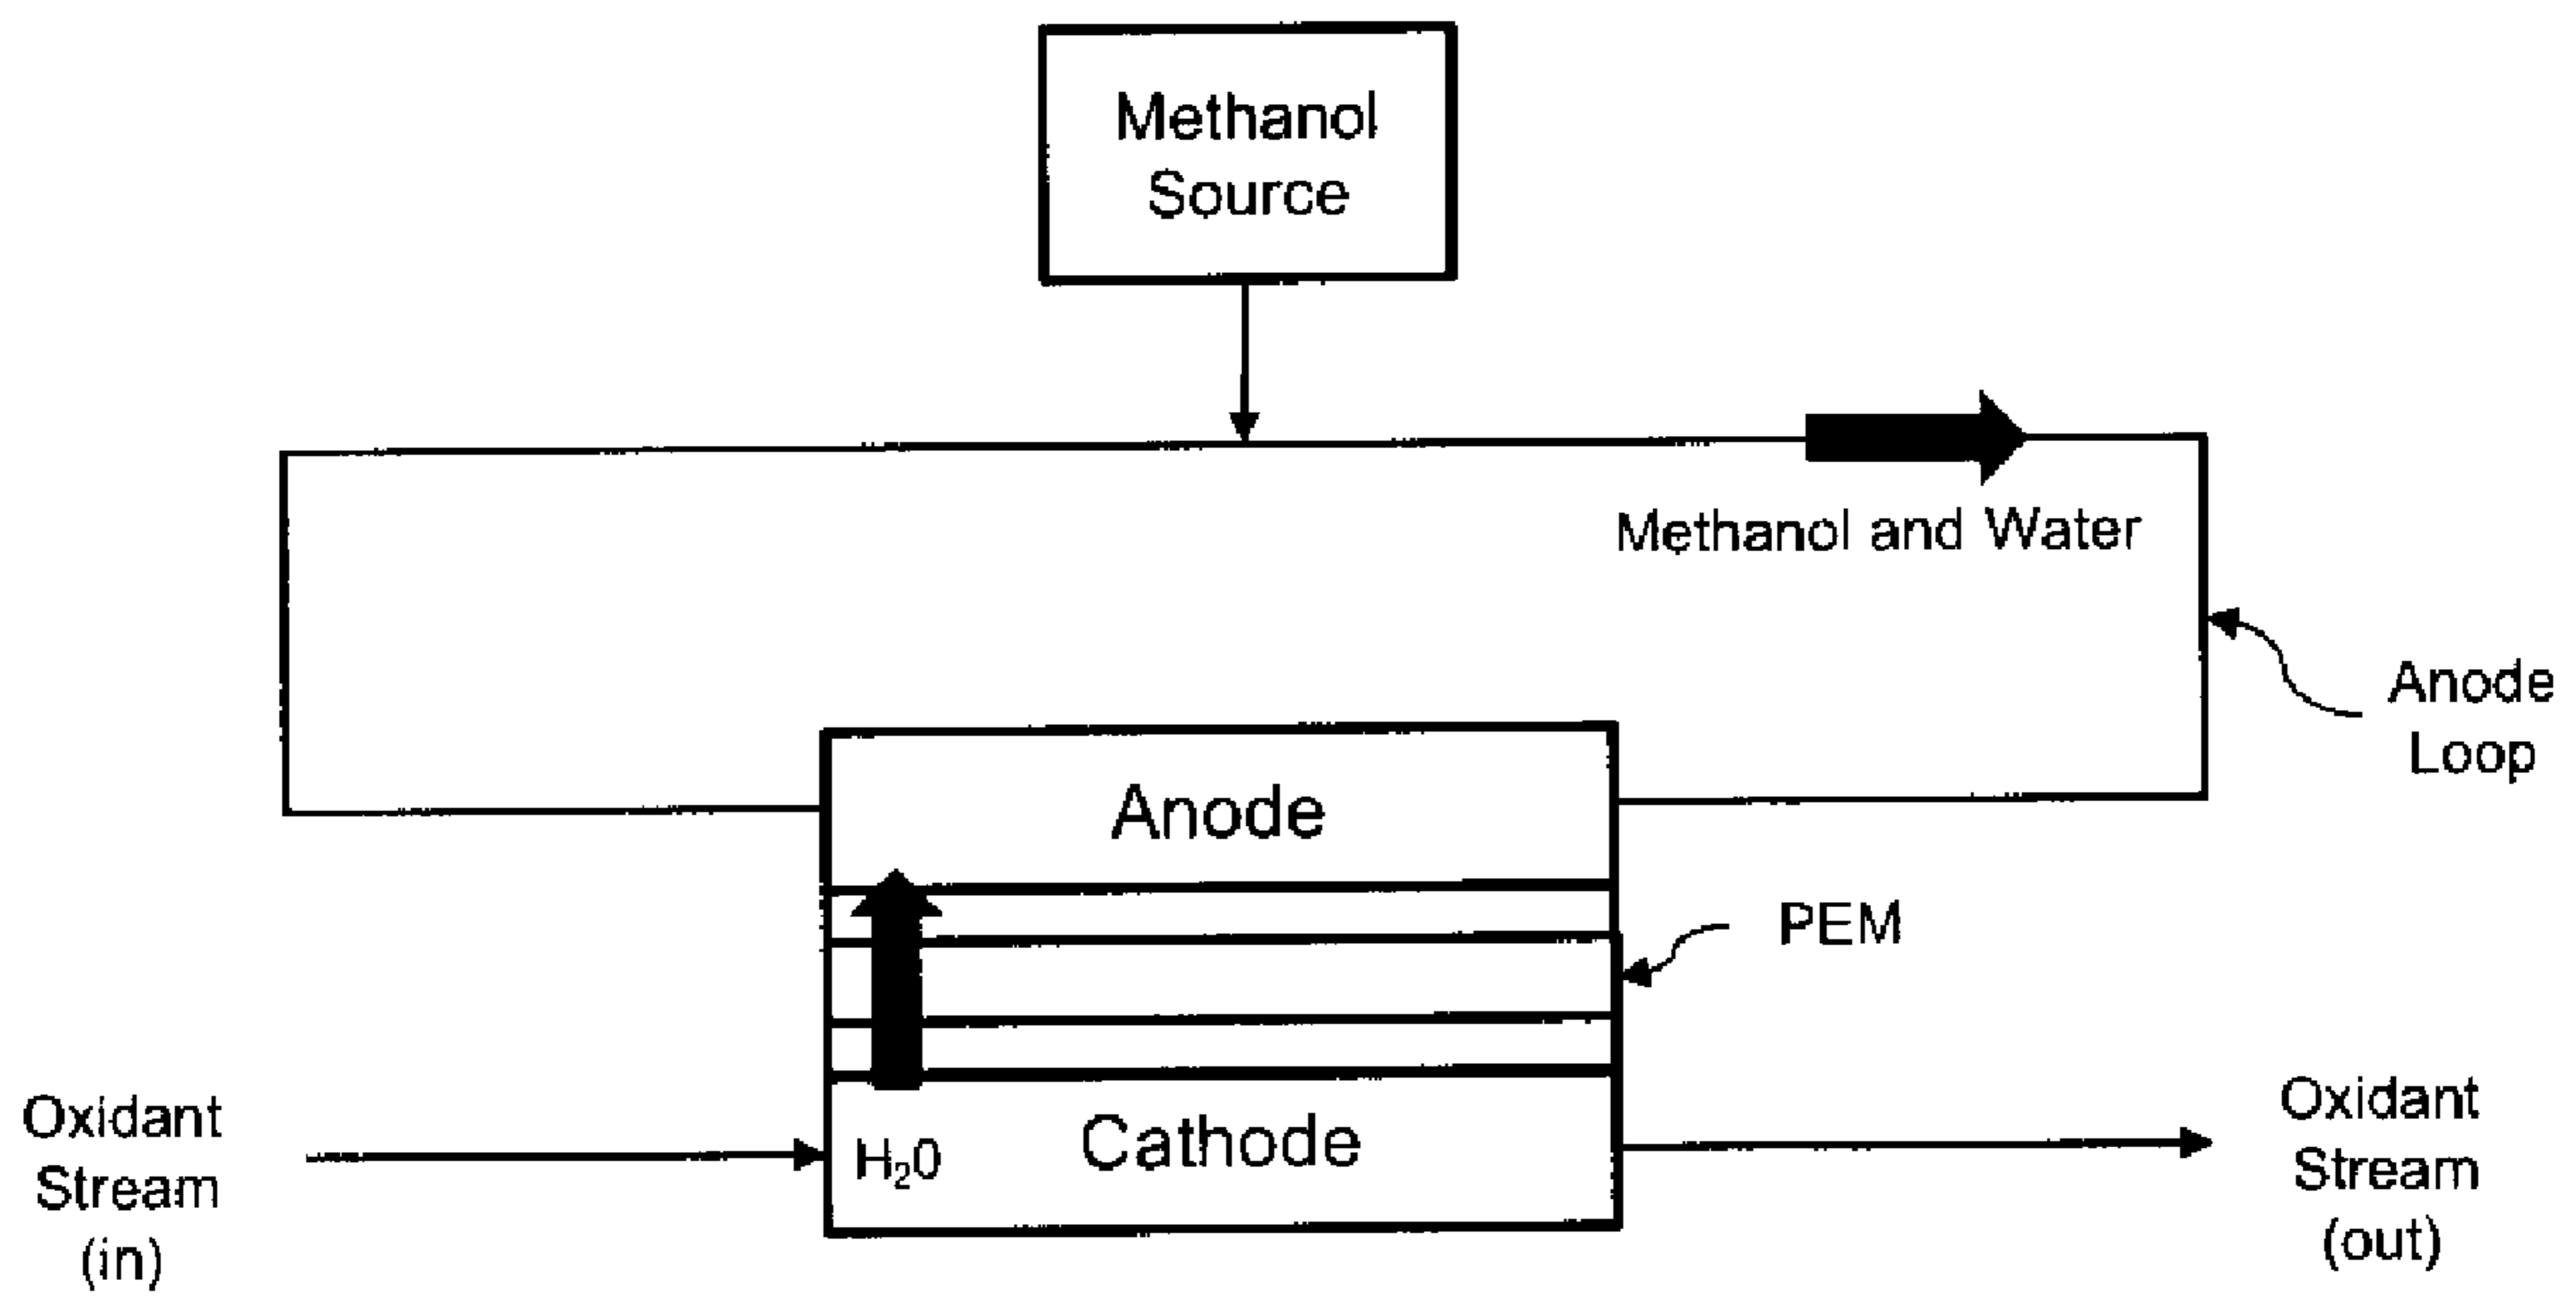 Methanol
Source
Methanol and Water
Anode
Loop
Anode
PEM
Oxidant
Stream
(in)
H₂0
Cathode
Oxidant
Stream
(out)